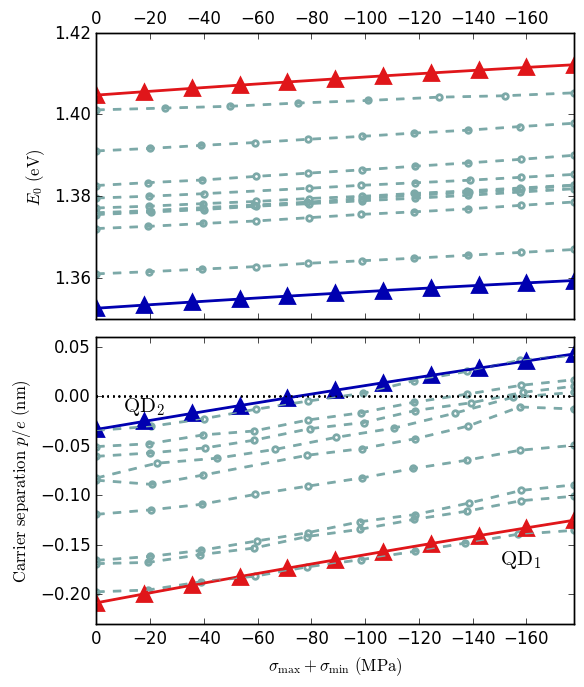 0 −20 −40 −60 −80 −100 −120 −140 −160
1.42
1.40
1.38
1.36
E₀ (eV)
0.05
0.00
−0.05
−0.10
−0.15
−0.20
Carrier separation p/e (nm)
QD₂
QD₁
0 −20 −40 −60 −80 −100 −120 −140 −160
σₘₐₓ + σₘᵢₙ (MPa)